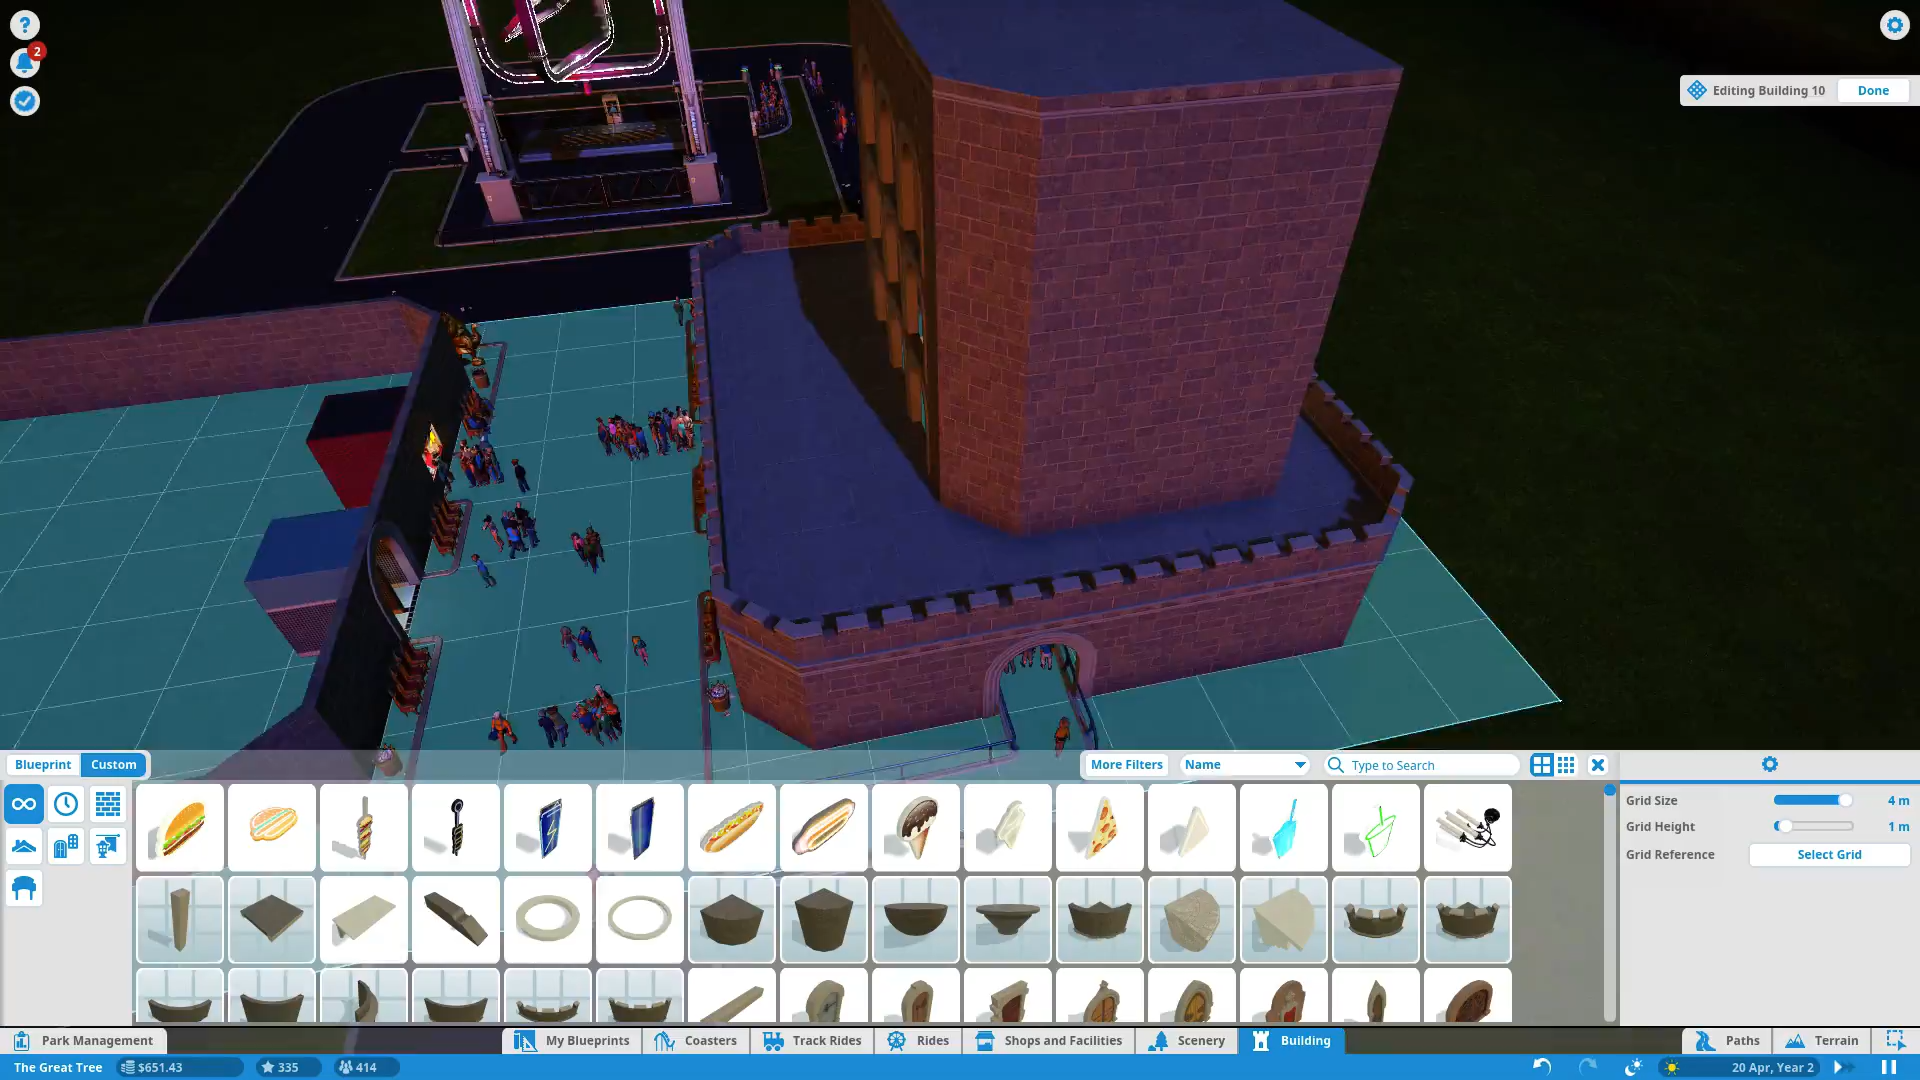 2
Editing Building 10
Done
Blueprint
Custom
More Filters
Name
Type to Search
Grid Size
4 m
Grid Height
1 m
Grid Reference
Select Grid
Park Management
My Blueprints
Coasters
Track Rides
Rides
Shops and Facilities
Scenery
Building
Paths
Terrain
The Great Tree
$651.43
335
414
20 Apr, Year 2